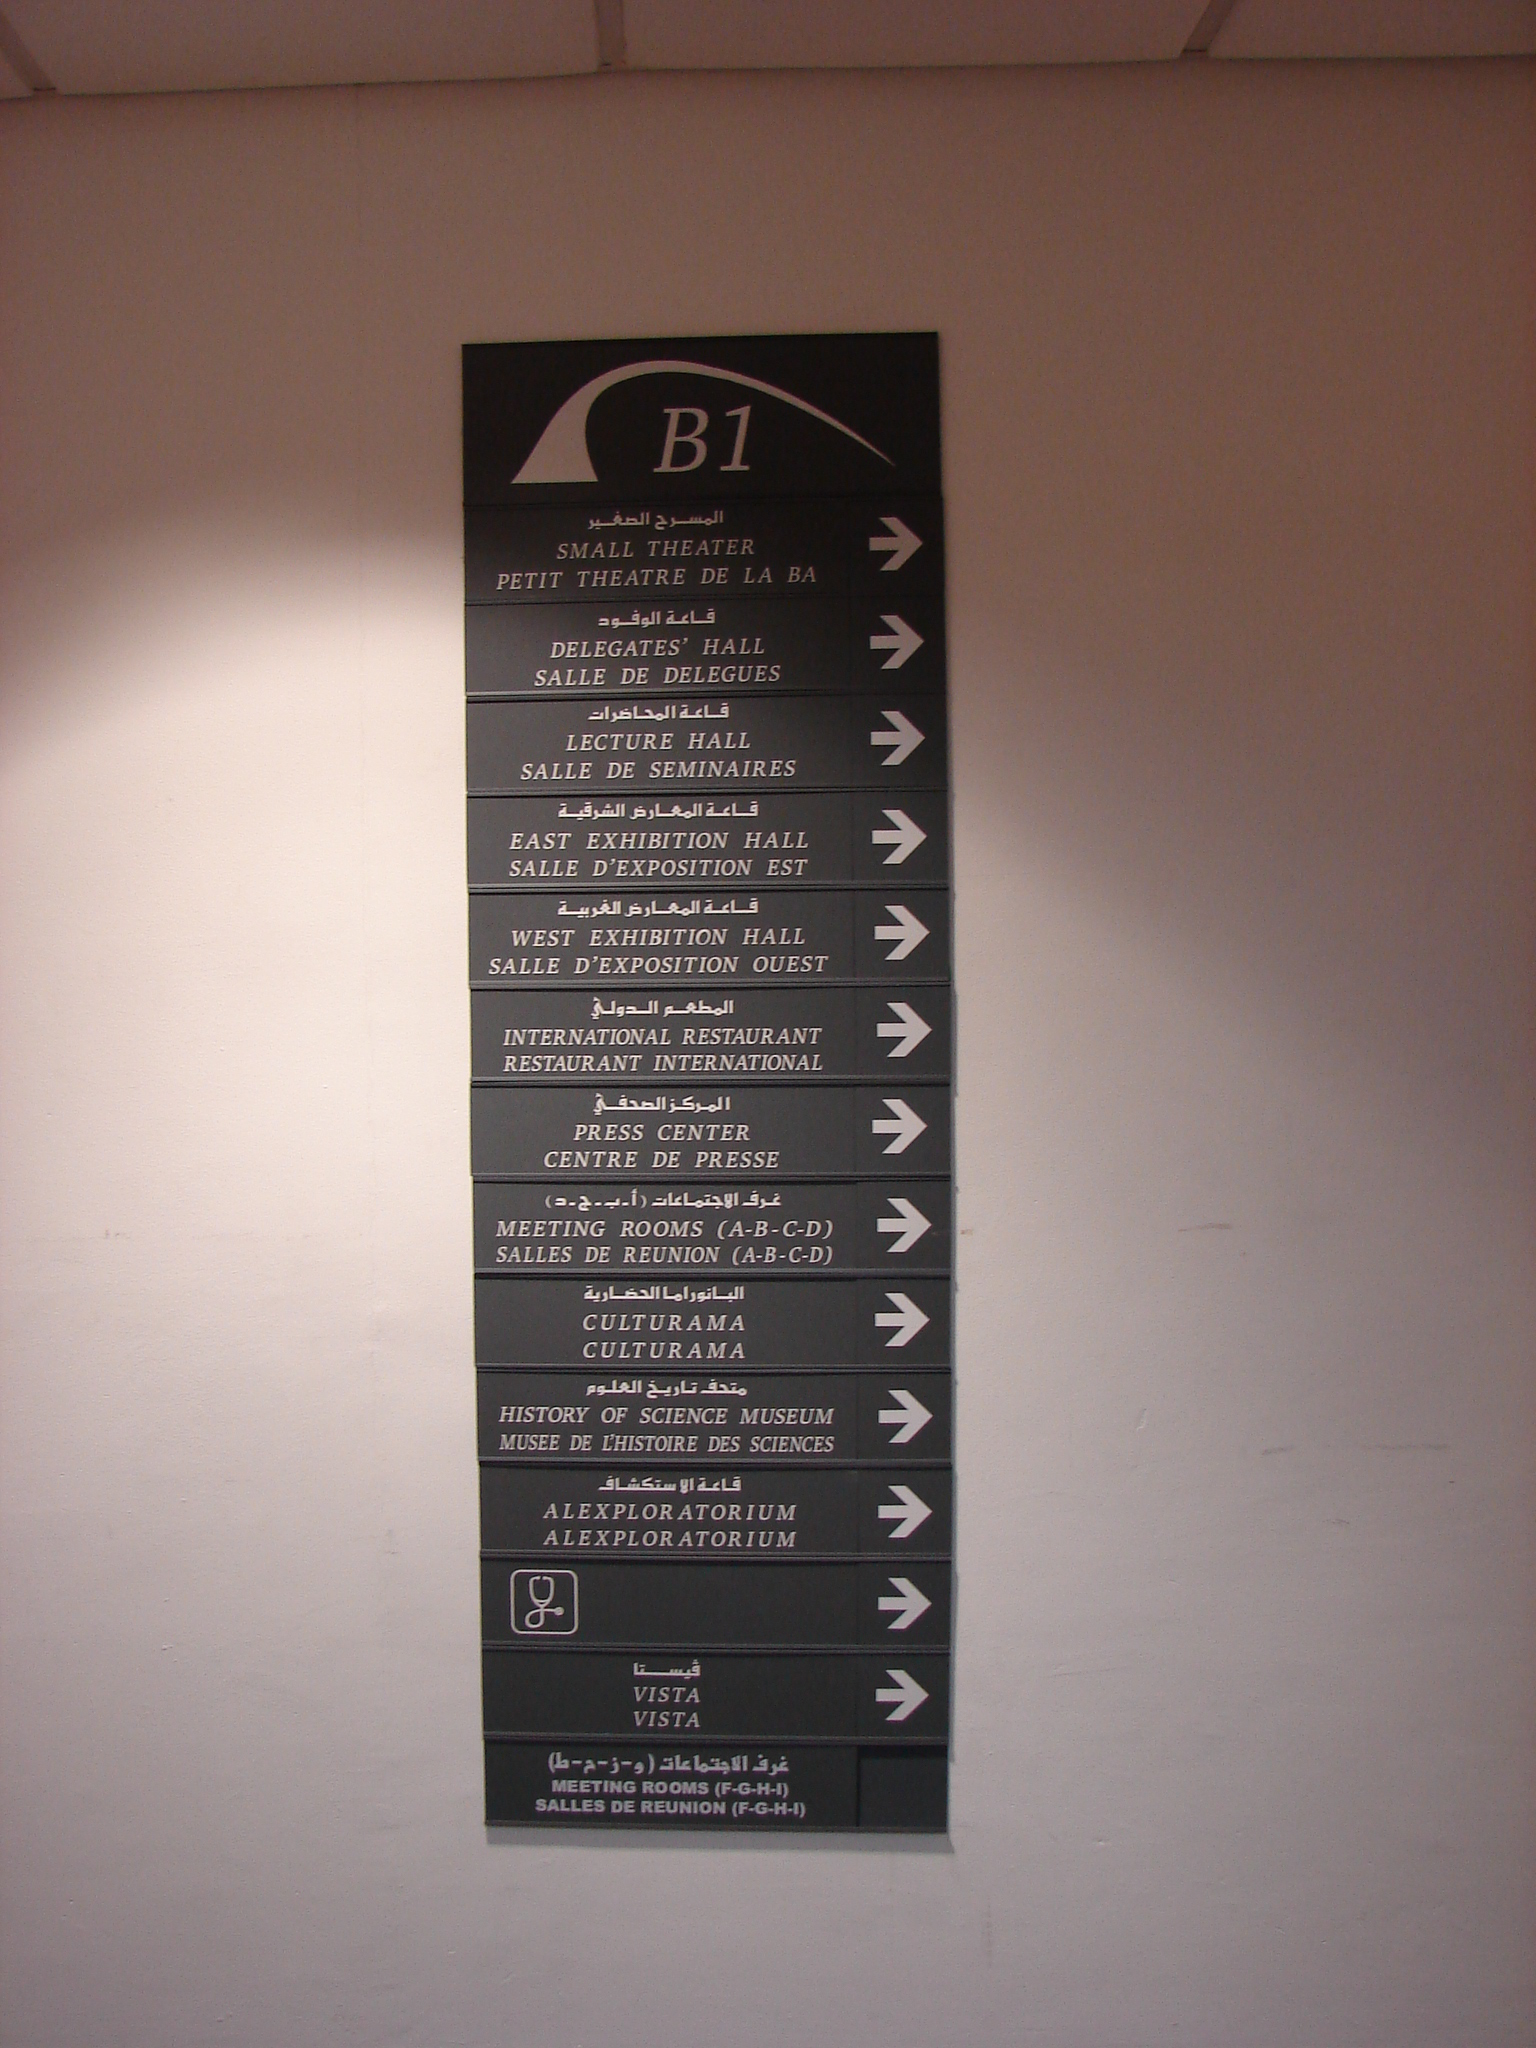 B1
المسرح الصغير
SMALL THEATER
PETIT THEATRE DE LA BA
قاعة الوفود
DELEGATES' HALL
SALLE DE DELEGUES
قاعة المحاضرات
LECTURE HALL
SALLE DE SEMINAIRES
قاعة المعارض الشرقية
EAST EXHIBITION HALL
SALLE D'EXPOSITION EST
قاعة المعارض الغربية
WEST EXHIBITION HALL
SALLE D'EXPOSITION OUEST
المطعم الدولي
INTERNATIONAL RESTAURANT
RESTAURANT INTERNATIONAL
المركز الصحفي
PRESS CENTER
CENTRE DE PRESSE
غرف الاجتماعات (أ-ب-ج-د)
MEETING ROOMS (A-B-C-D)
SALLES DE REUNION (A-B-C-D)
البانوراما الحضارية
CULTURAMA
CULTURAMA
متحف تاريخ العلوم
HISTORY OF SCIENCE MUSEUM
MUSEE DE L'HISTOIRE DES SCIENCES
قاعة الاستكشاف
ALEXPLORATORIUM
ALEXPLORATORIUM
ڤيستا
VISTA
VISTA
غرف الاجتماعات (و-ز-ح-ط)
MEETING ROOMS (F-G-H-I)
SALLES DE REUNION (F-G-H-I)